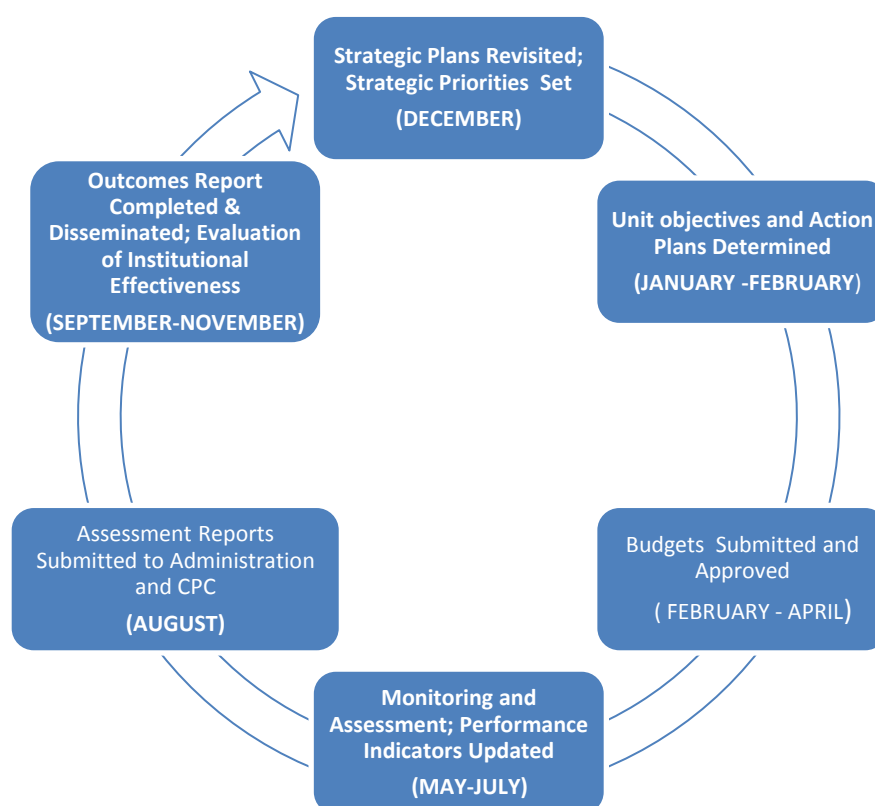 Strategic Plans Revisited;
Strategic Priorities Set
(DECEMBER)
Unit objectives and Action
Plans Determined
(JANUARY -FEBRUARY)
Budgets Submitted and
Approved
( FEBRUARY - APRIL)
Monitoring and
Assessment; Performance
Indicators Updated
(MAY-JULY)
Assessment Reports
Submitted to Administration
and CPC
(AUGUST)
Outcomes Report
Completed &
Disseminated; Evaluation
of Institutional
Effectiveness
(SEPTEMBER-NOVEMBER)